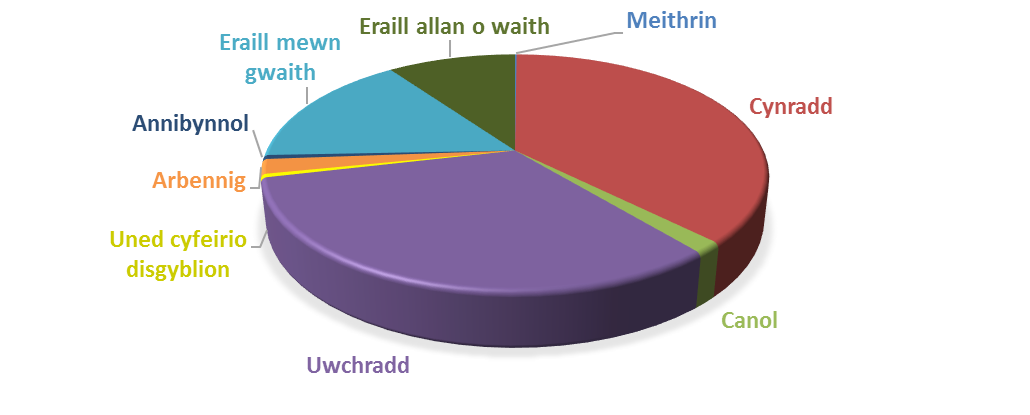 Meithrin
Eraill allan o waith
Eraill mewn
gwaith
Cynradd
Annibynnol
Arbennig
Uned cyfeirio
disgyblion
Canol
Uwchradd